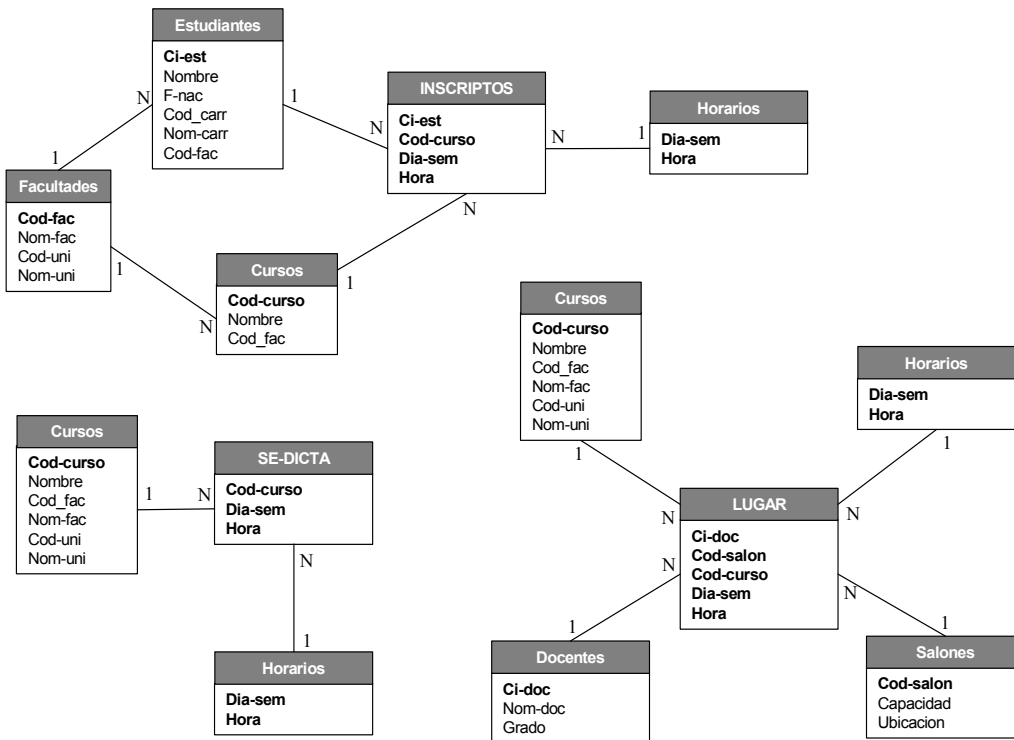 Estudiantes
Ci-est
Nombre
F-nac
Cod_carr
Nom-carr
Cod-fac
N
1
1
N
INSCRIPTOS
Ci-est
Cod-curso
Dia-sem
Hora
N
1
Horarios
Dia-sem
Hora
Facultades
Cod-fac
Nom-fac
Cod-uni
Nom-uni
1
N
Cursos
Cod-curso
Nombre
Cod_fac
1
N
Cursos
Cod-curso
Nombre
Cod_fac
Nom-fac
Cod-uni
Nom-uni
1
N
Horarios
Dia-sem
Hora
1
N
Cursos
Cod-curso
Nombre
Cod_fac
Nom-fac
Cod-uni
Nom-uni
1
N
SE-DICTA
Cod-curso
Dia-sem
Hora
N
1
Horarios
Dia-sem
Hora
LUGAR
Ci-doc
Cod-salon
Cod-curso
Dia-sem
Hora
N
1
N
1
Docentes
Ci-doc
Nom-doc
Grado
Salones
Cod-salon
Capacidad
Ubicacion